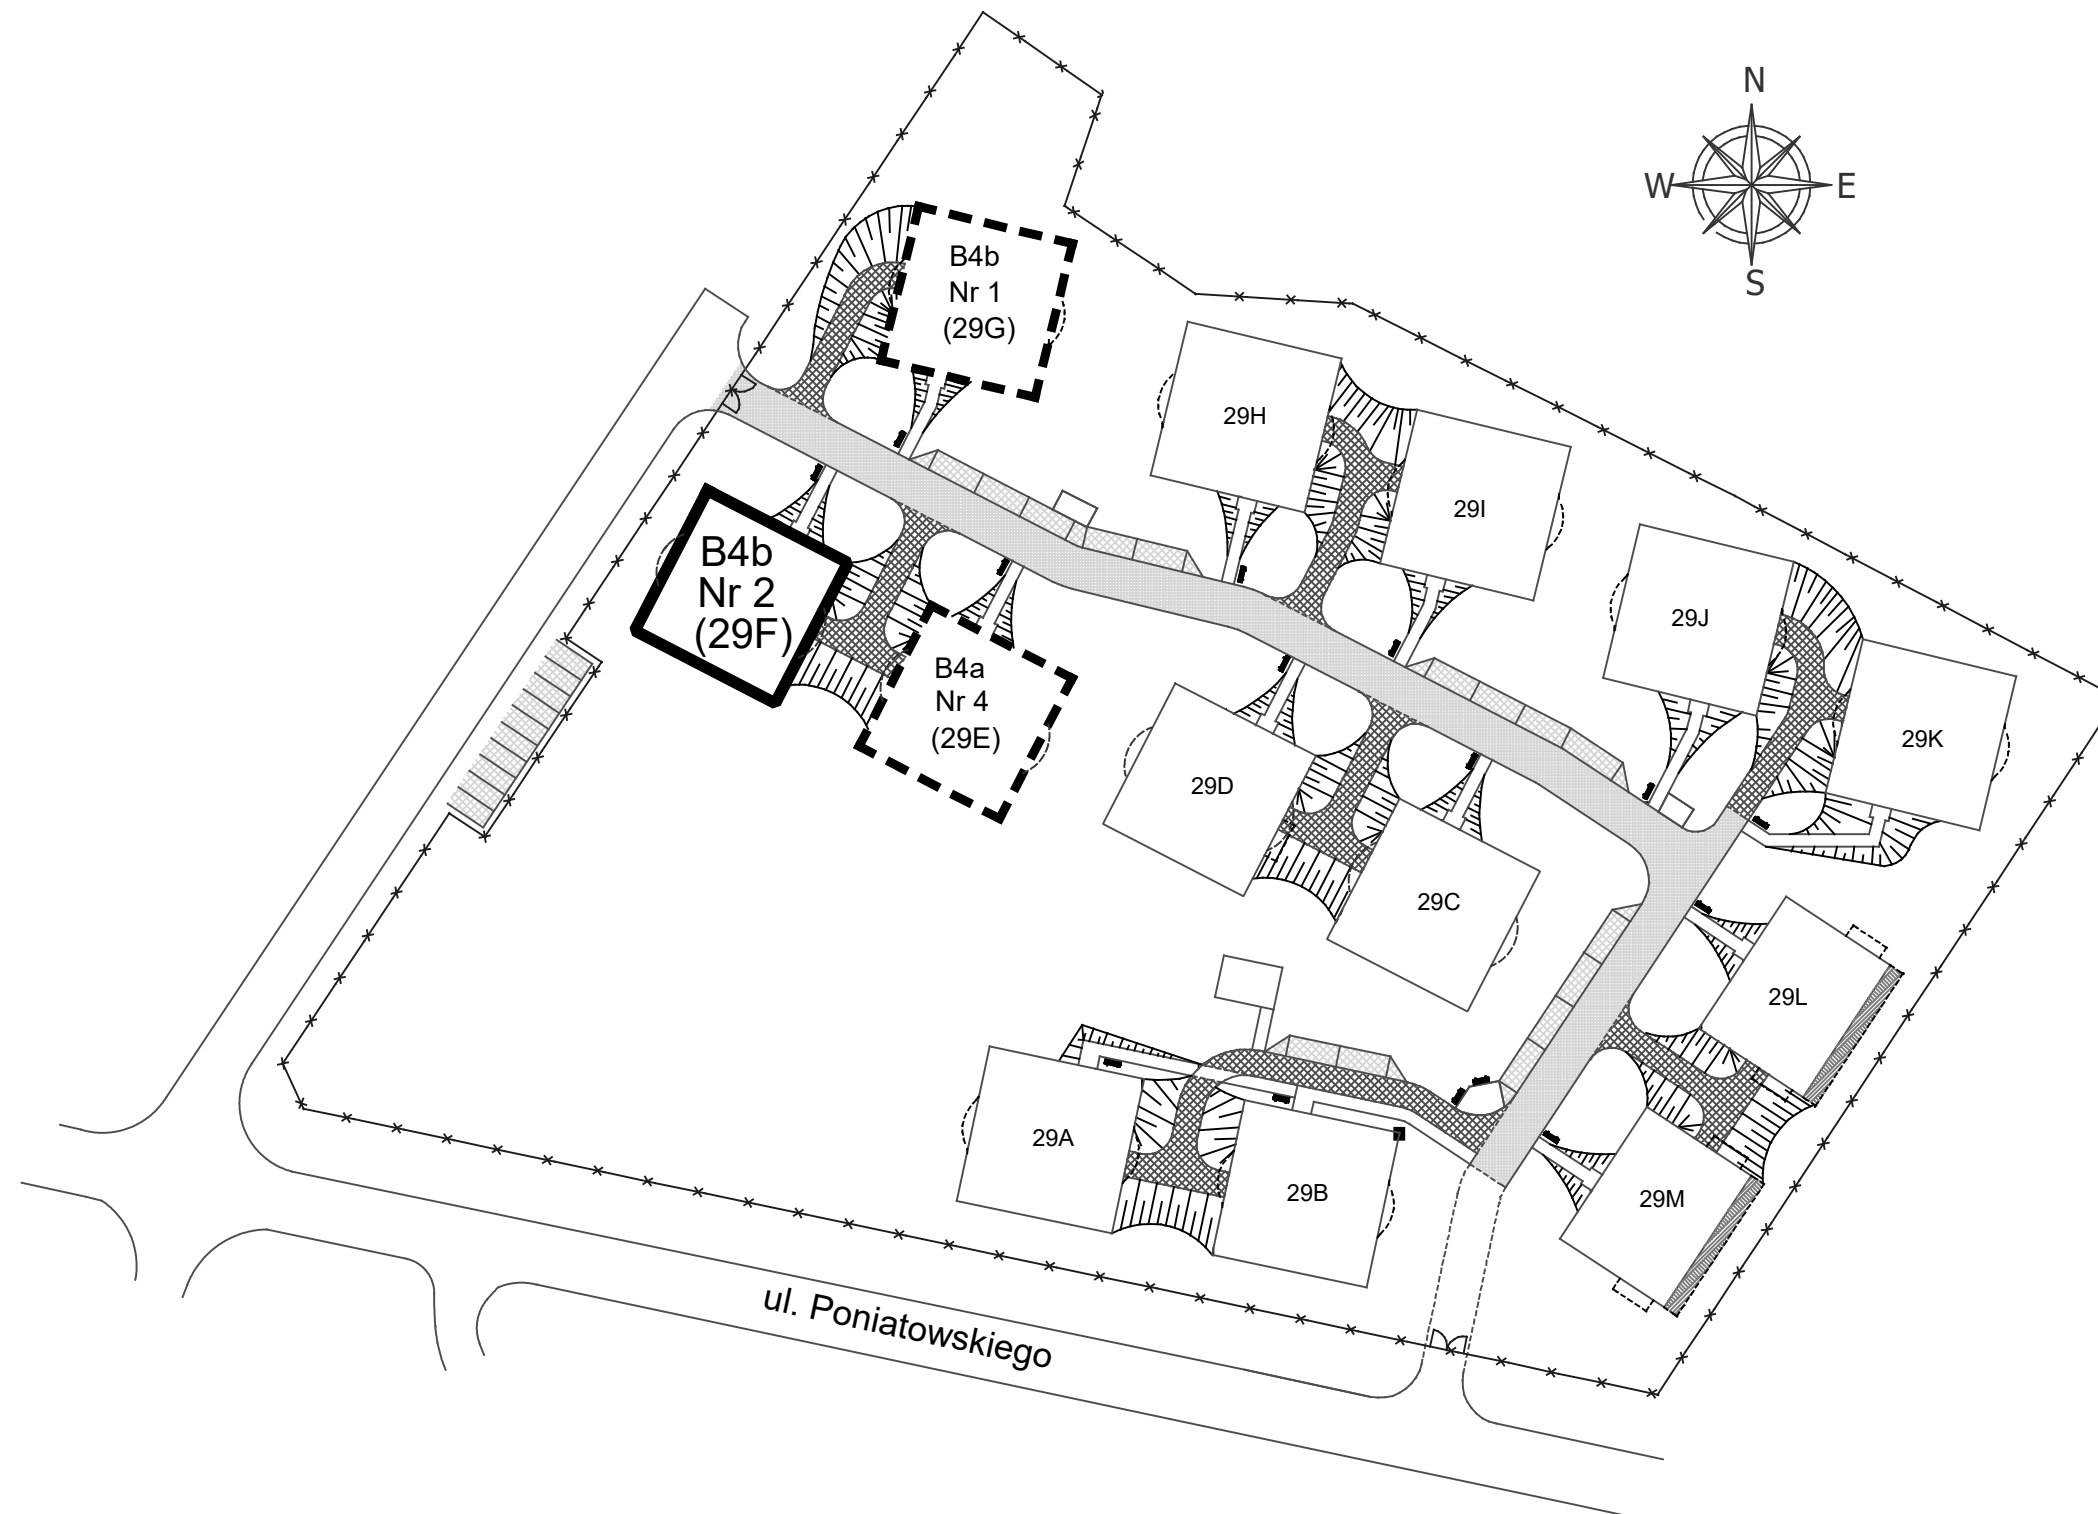 N
W
E
S
B4b
Nr 1
(29G)
29H
29I
B4b
Nr 2
(29F)
29J
B4a
Nr 4
(29E)
29K
29D
29C
29L
29A
29B
29M
ul. Poniatowskiego